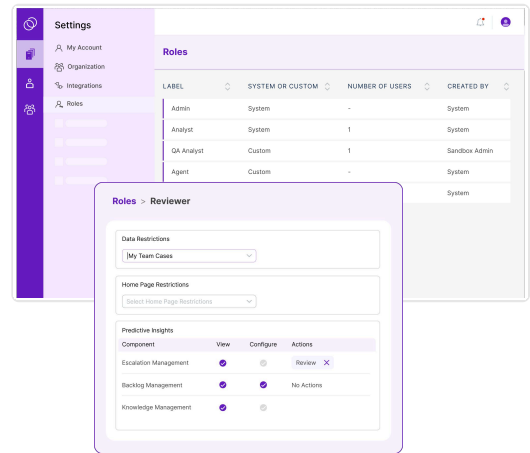 Settings
My Account
Organization
Integrations
Roles
Roles
LABEL SYSTEM OR CUSTOM NUMBER OF USERS CREATED BY
Admin System - System
Analyst System 1 System
QA Analyst Custom 1 Sandbox Admin
Agent Custom - System
System
Roles > Reviewer
Data Restrictions
My Team Cases
Home Page Restrictions
Select Home Page Restrictions
Predictive Insights
Component View Configure Actions
Escalation Management Review X
Backlog Management No Actions
Knowledge Management